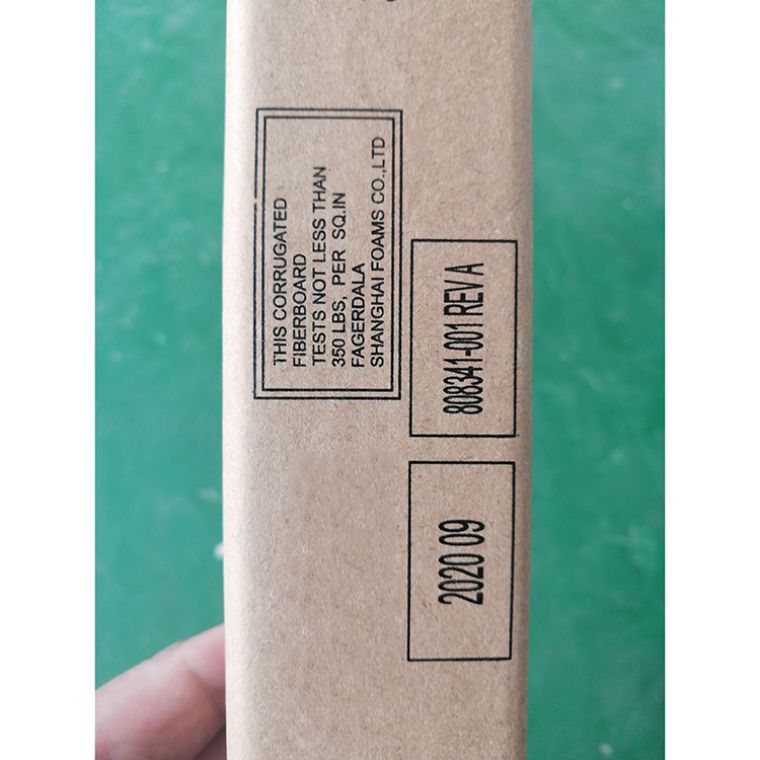 THIS CORRUGATED
FIBERBOARD
TESTS NOT LESS THAN
350 LBS, PER SQ.IN
FAGERDALA
SHANGHAI FOAMS CO.,LTD
808341-001 REV A
2020 09